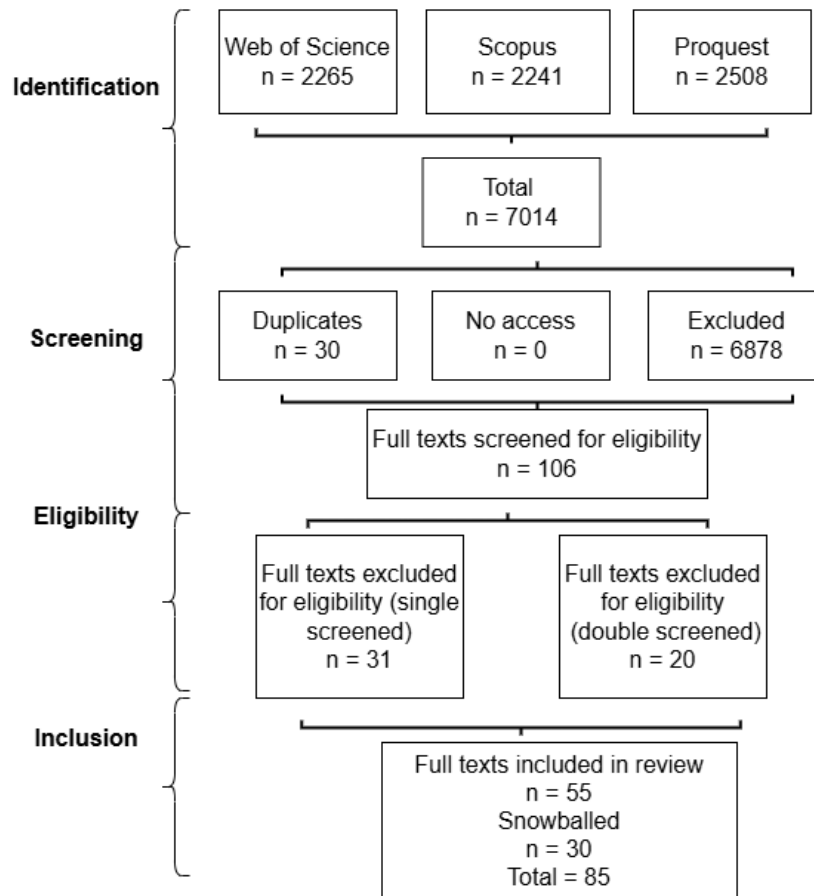 Identification
Web of Science
n = 2265
Scopus
n = 2241
Proquest
n = 2508
Total
n = 7014
Screening
Duplicates
n = 30
No access
n = 0
Excluded
n = 6878
Full texts screened for eligibility
n = 106
Eligibility
Full texts excluded
for eligibility (single
screened)
n = 31
Full texts excluded
for eligibility
(double screened)
n = 20
Inclusion
Full texts included in review
n = 55
Snowballed
n = 30
Total = 85